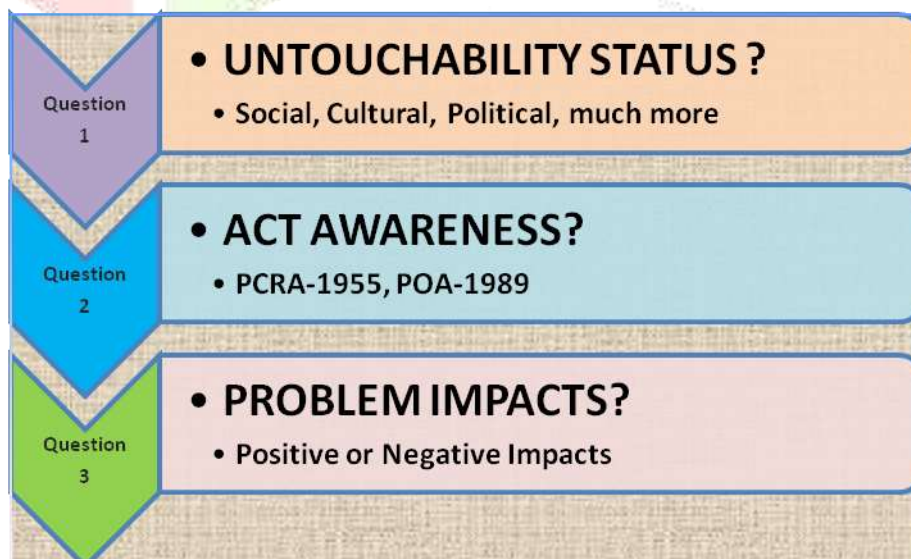 Question
1
• UNTOUCHABILITY STATUS ?
• Social, Cultural, Political, much more
Question
2
• ACT AWARENESS?
• PCRA-1955, POA-1989
Question
3
• PROBLEM IMPACTS?
• Positive or Negative Impacts